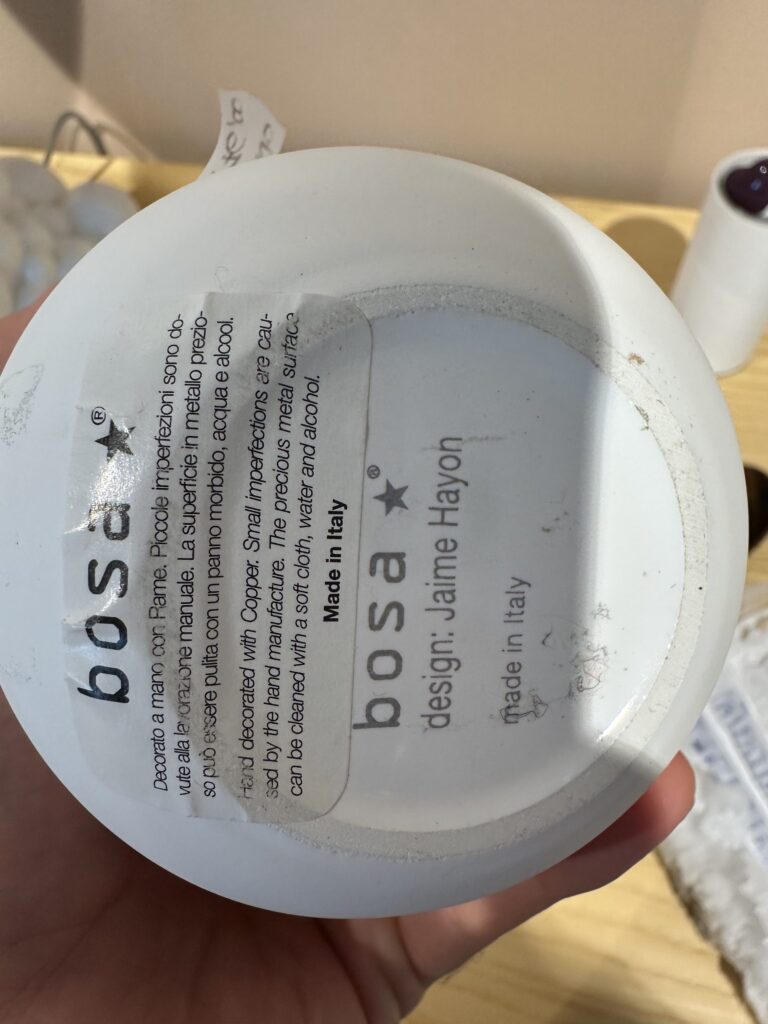 bosa ★®
Decorato a mano con Rame. Piccole imperfezioni sono do-
vute alla lavorazione manuale. La superficie in metallo prezio-
so può essere pulita con un panno morbido, acqua e alcool.
Hand decorated with Copper. Small imperfections are cau-
sed by the hand manufacture. The precious metal surface
can be cleaned with a soft cloth, water and alcohol.
Made in Italy
bosa ★®
design: Jaime Hayon
made in Italy